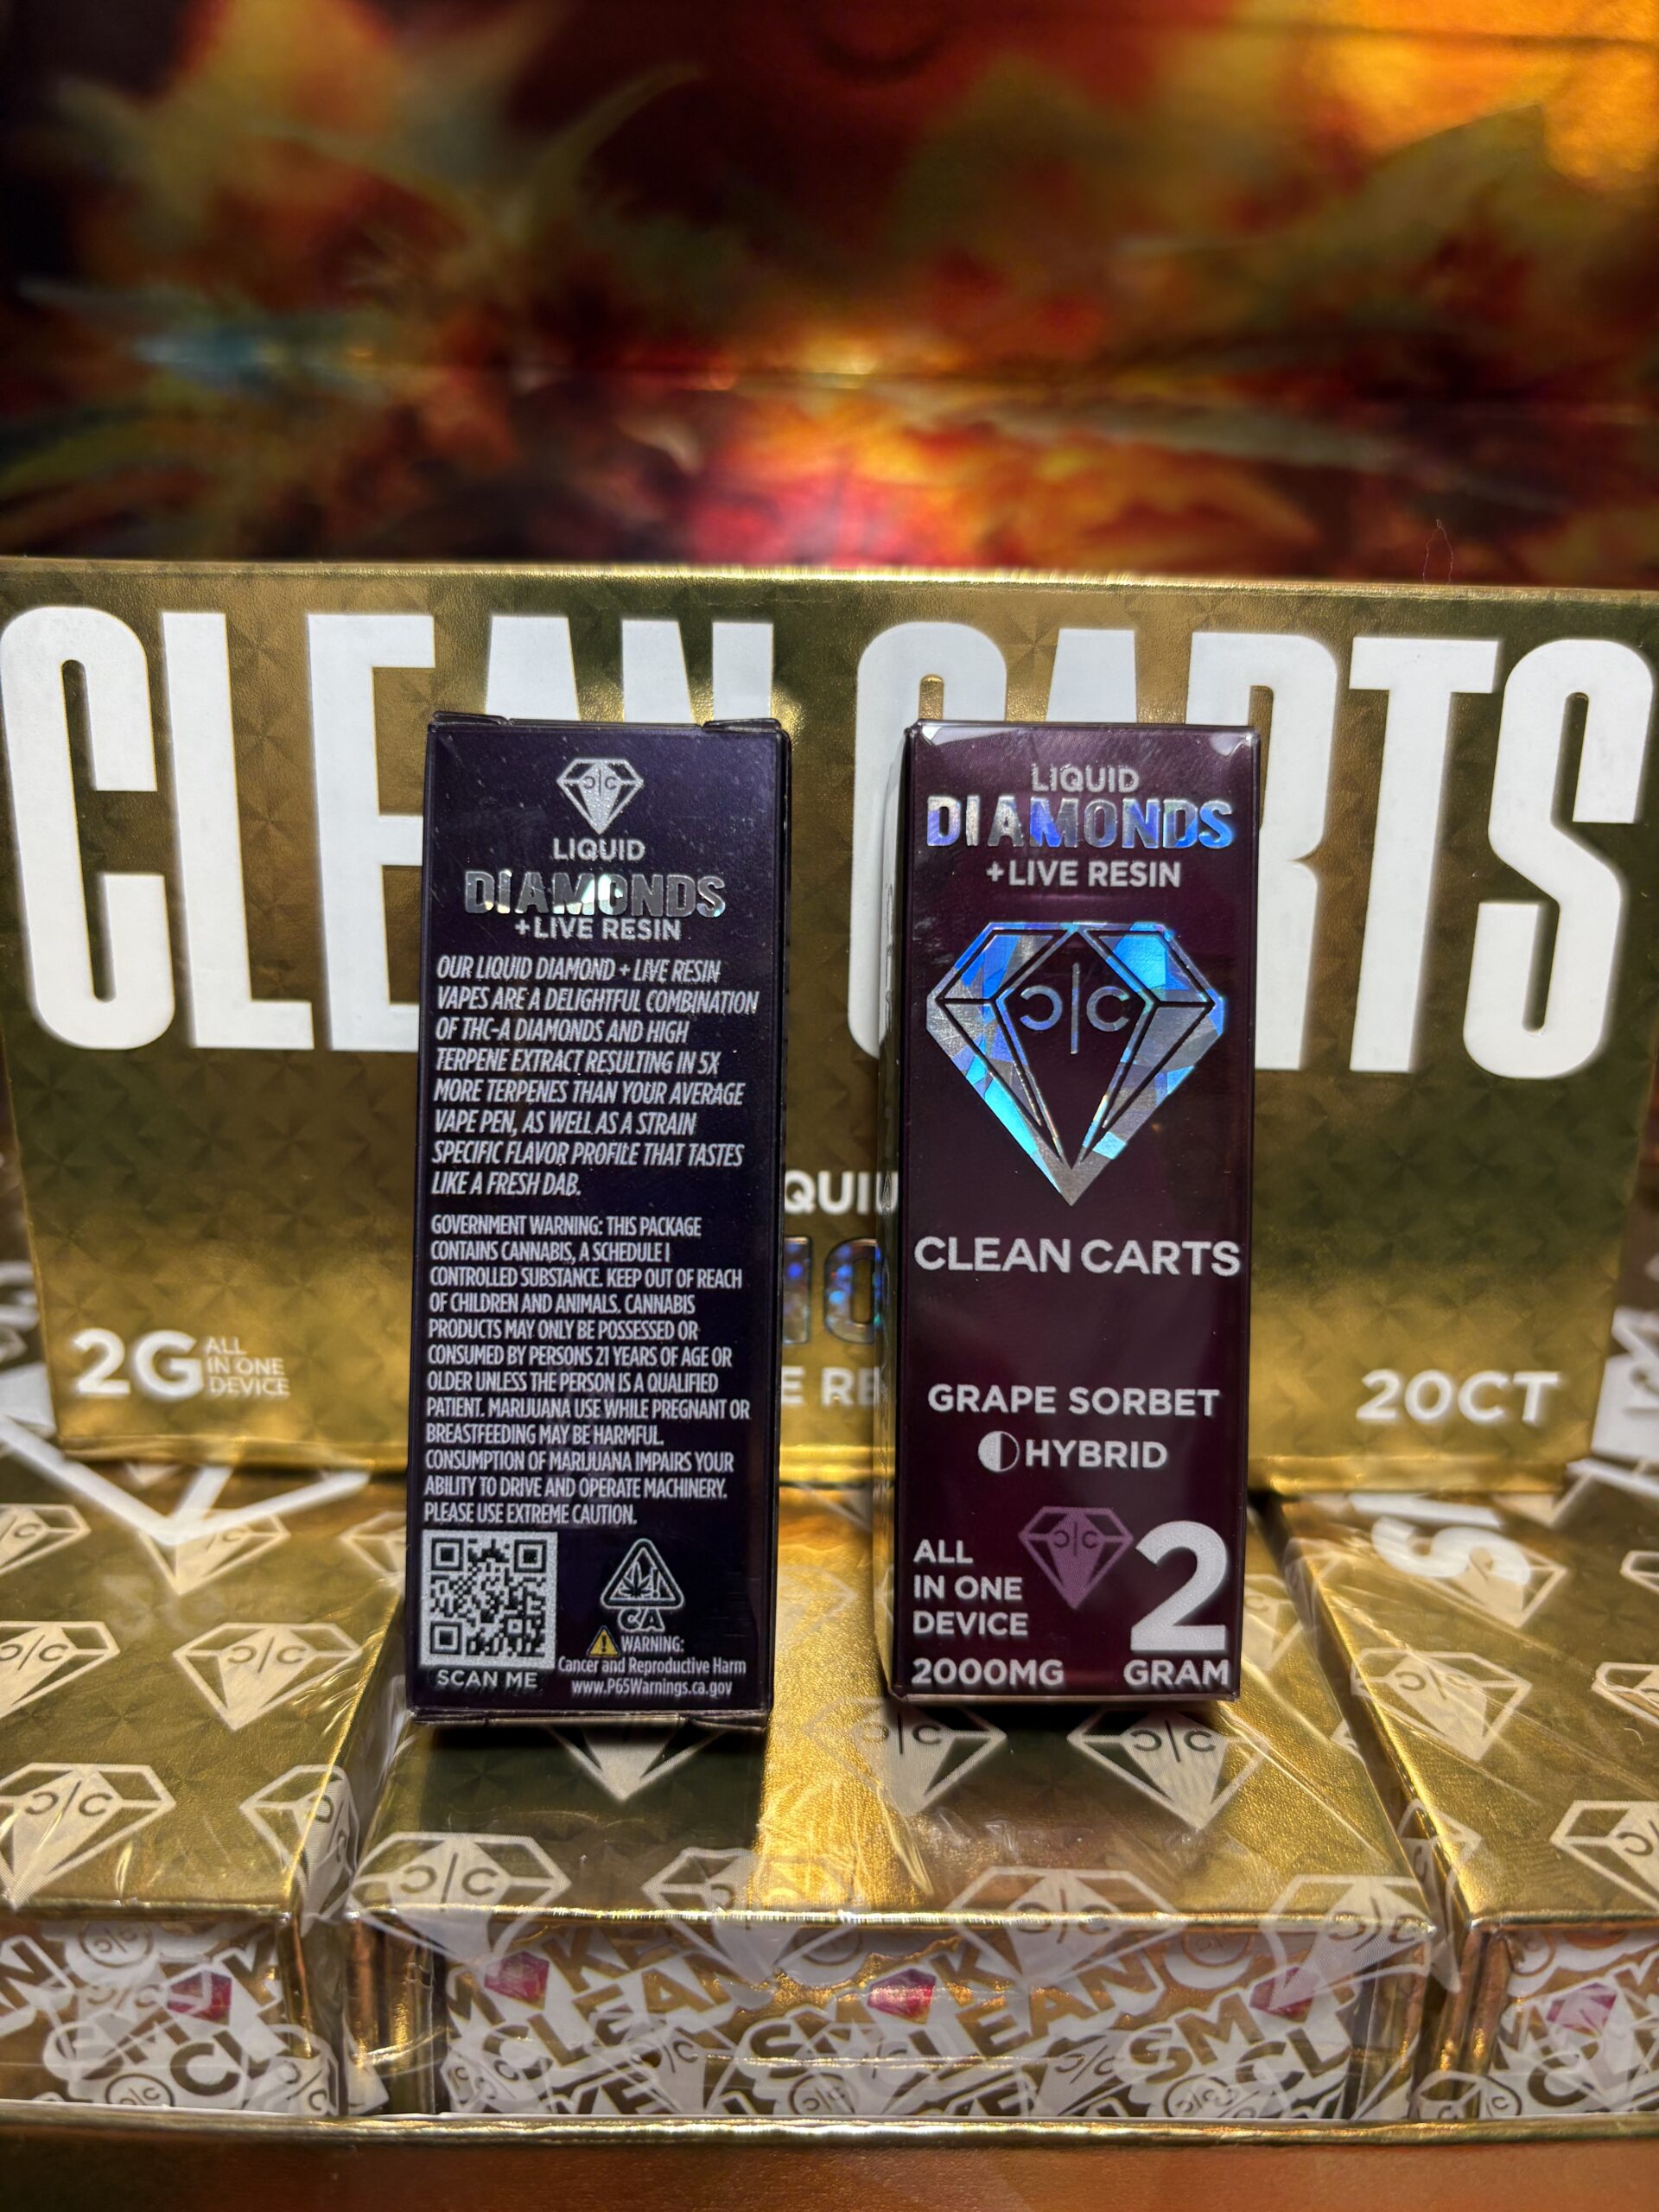 CLEAN CARTS
LIQUID
DIAMONDS
+LIVE RESIN
OUR LIQUID DIAMOND + LIVE RESIN
VAPES ARE A DELIGHTFUL COMBINATION
OF THC-A DIAMONDS AND HIGH
TERPENE EXTRACT RESULTING IN 5X
MORE TERPENES THAN YOUR AVERAGE
VAPE PEN, AS WELL AS A STRAIN
SPECIFIC FLAVOR PROFILE THAT TASTES
LIKE A FRESH DAB.
GOVERNMENT WARNING: THIS PACKAGE
CONTAINS CANNABIS, A SCHEDULE I
CONTROLLED SUBSTANCE. KEEP OUT OF REACH
OF CHILDREN AND ANIMALS. CANNABIS
PRODUCTS MAY ONLY BE POSSESSED OR
CONSUMED BY PERSONS 21 YEARS OF AGE OR
OLDER UNLESS THE PERSON IS A QUALIFIED
PATIENT. MARIJUANA USE WHILE PREGNANT OR
BREASTFEEDING MAY BE HARMFUL.
CONSUMPTION OF MARIJUANA IMPAIRS YOUR
ABILITY TO DRIVE AND OPERATE MACHINERY.
PLEASE USE EXTREME CAUTION.
SCAN ME
CA
WARNING:
Cancer and Reproductive Harm
www.P65Warnings.ca.gov
LIQUID
DIAMONDS
+LIVE RESIN
CLEAN CARTS
GRAPE SORBET
HYBRID
ALL
IN ONE
DEVICE
2000MG
2
GRAM
2G
ALL
IN ONE
DEVICE
20CT